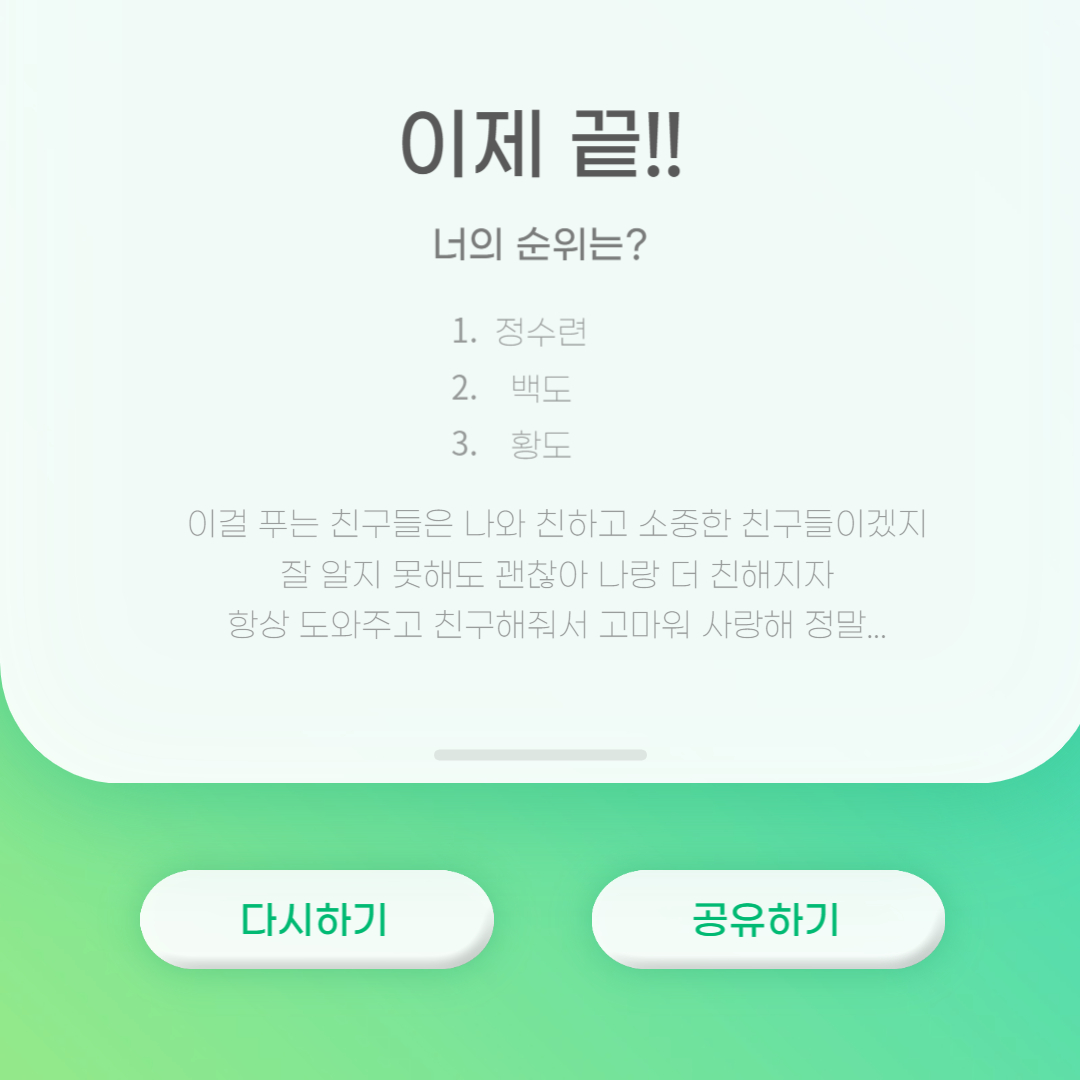 이제 끝!!
너의 순위는?
1. 정수련
2. 백도
3. 황도
이걸 푸는 친구들은 나와 친하고 소중한 친구들이겠지
잘 알지 못해도 괜찮아 나랑 더 친해지자
항상 도와주고 친구해줘서 고마워 사랑해 정말...
다시하기
공유하기